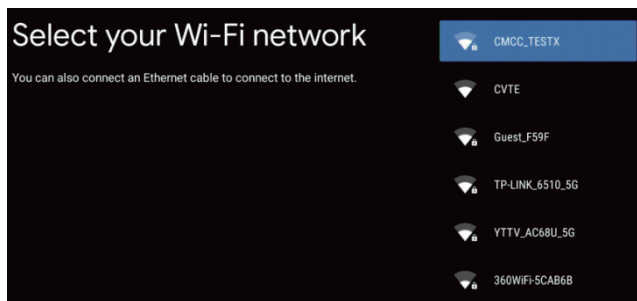 Select your Wi-Fi network
You can also connect an Ethernet cable to connect to the internet.
CMCC_TESTX
CVTE
Guest_F59F
TP-LINK_6510_5G
YTTV_AC68U_5G
360WiFi-5CAB6B